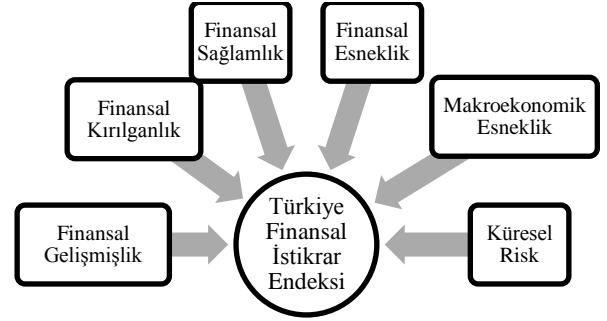 Finansal
Sağlamlık
Finansal
Esneklik
Finansal
Kırılganlık
Makroekonomik
Esneklik
Finansal
Gelişmişlik
Türkiye
Finansal
İstikrar
Endeksi
Küresel
Risk